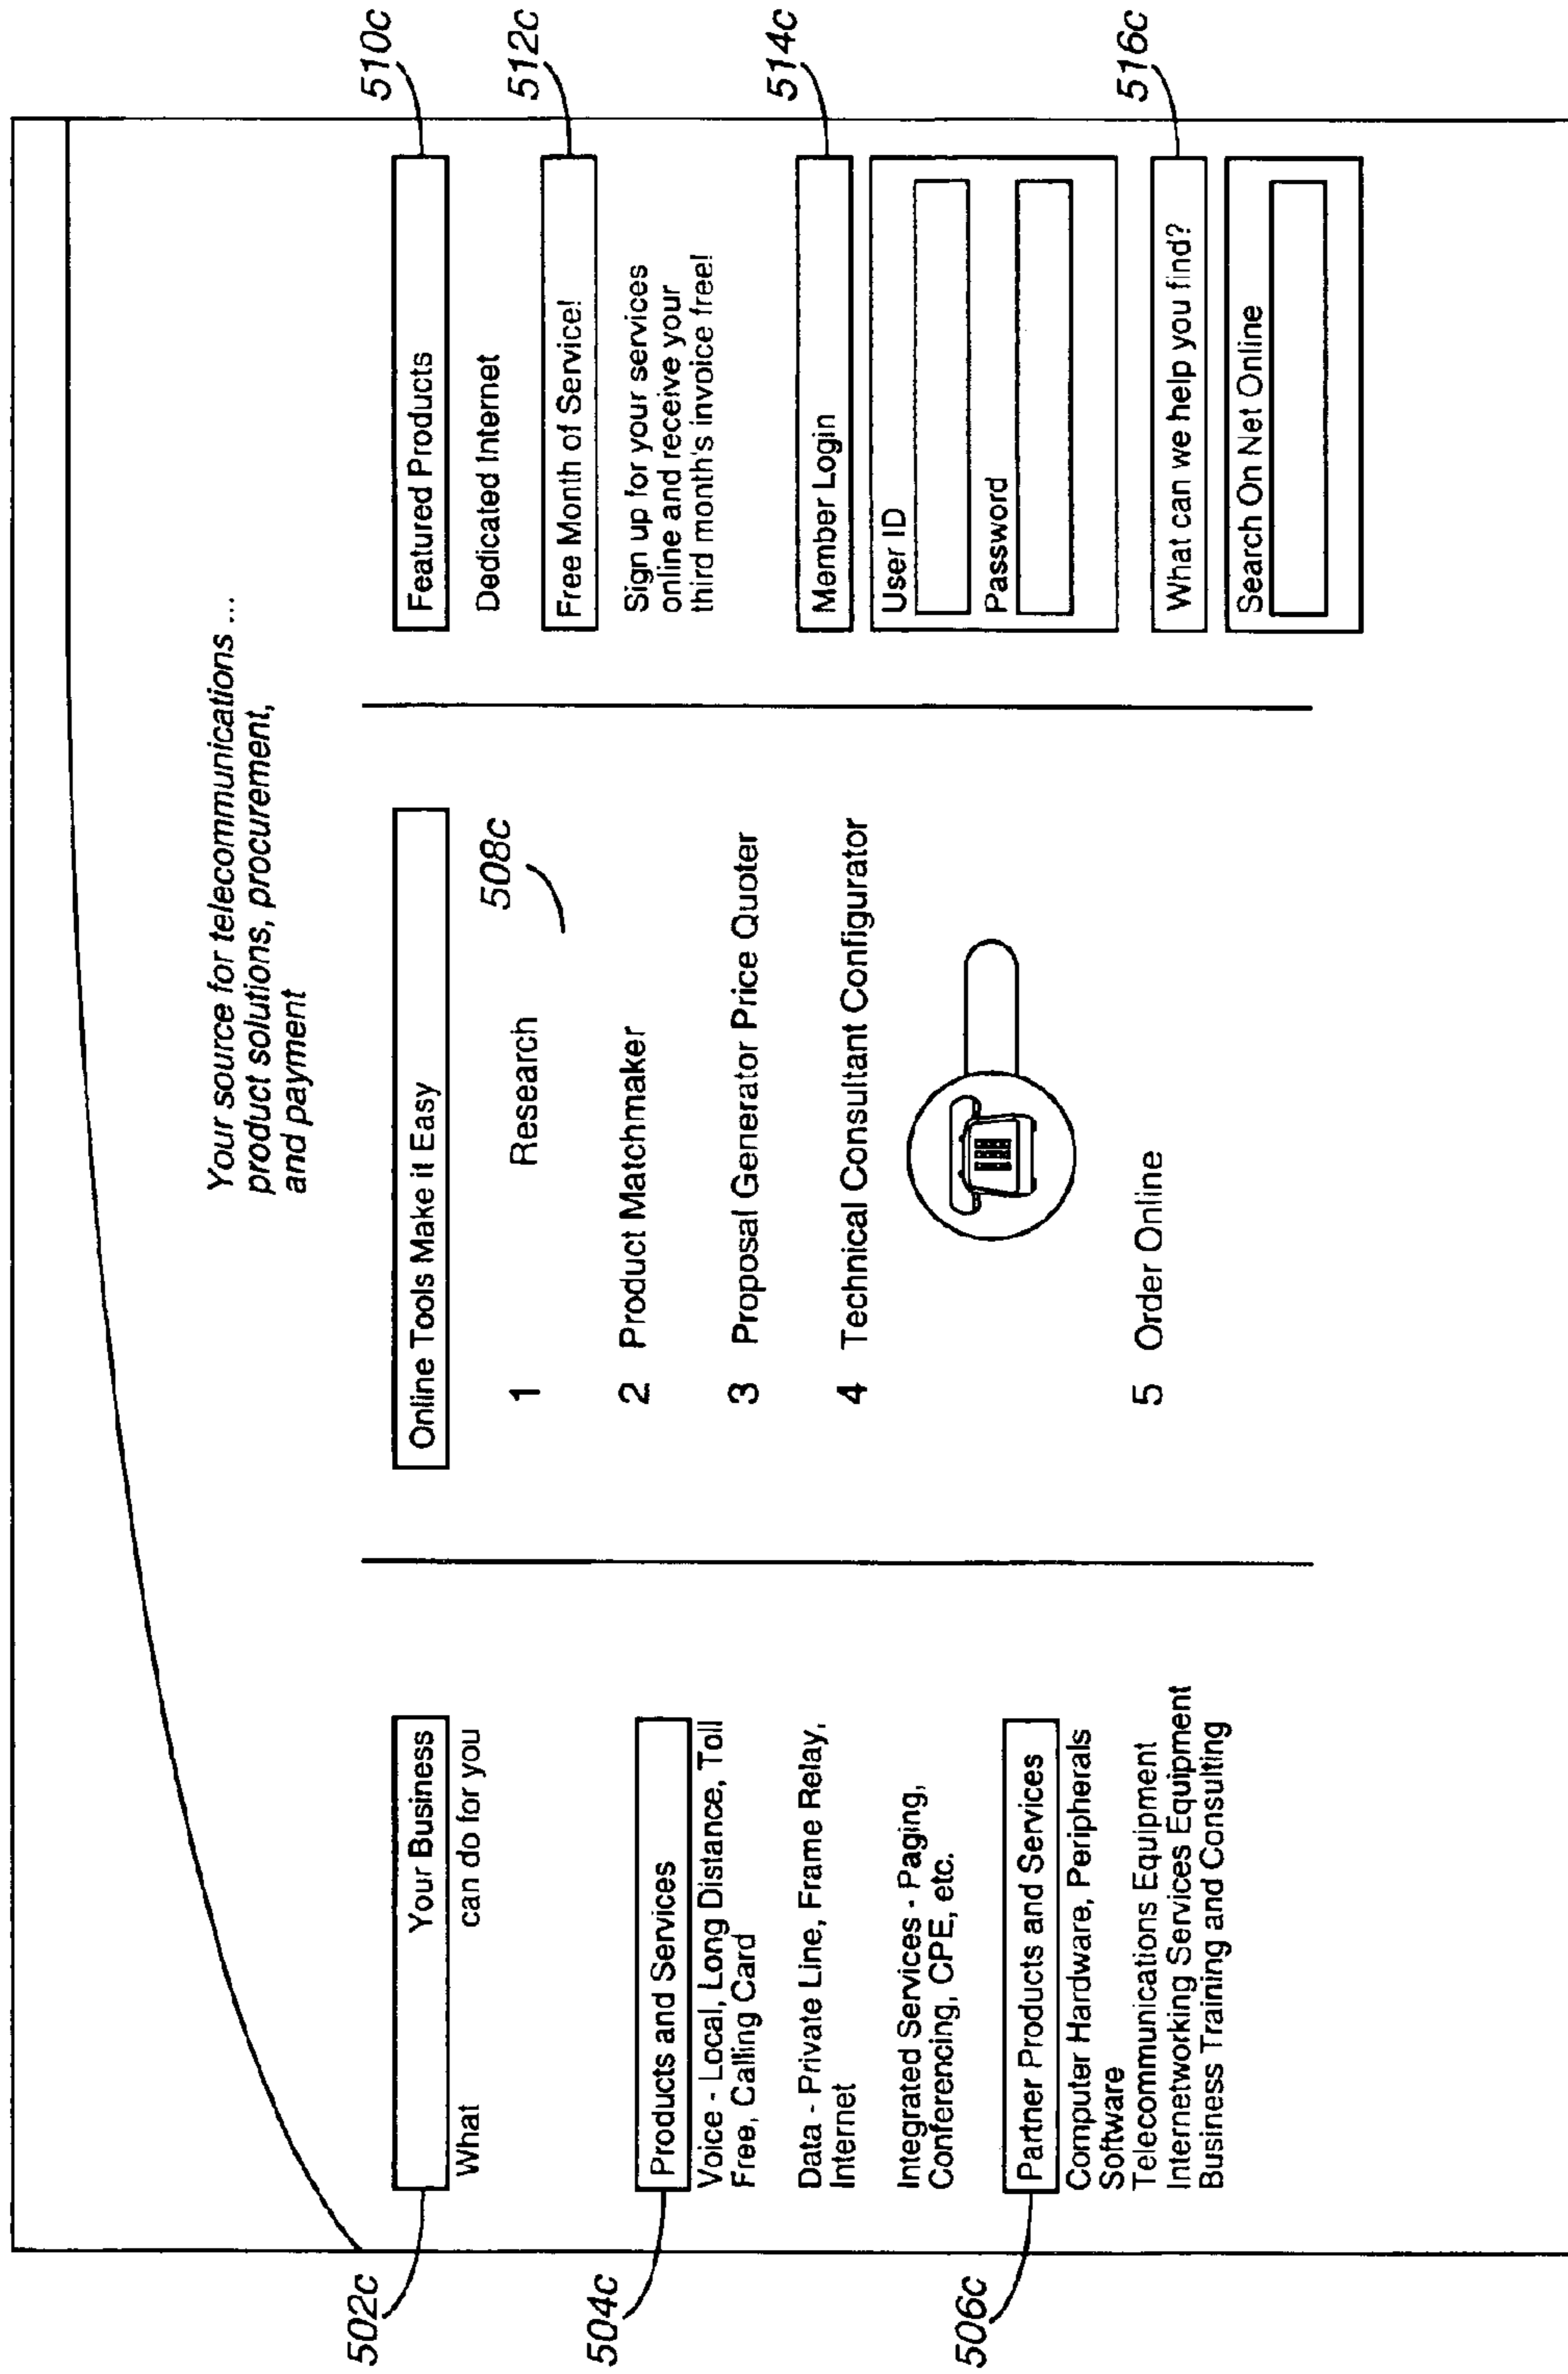 Your source for telecommunications ...
product solutions, procurement,
and payment
502c
Your Business
What can do for you
504c
Products and Services
Voice - Local, Long Distance, Toll
Free, Calling Card
Data - Private Line, Frame Relay,
Internet
Integrated Services - Paging,
Conferencing, CPE, etc.
506c
Partner Products and Services
Computer Hardware, Peripherals
Software
Telecommunications Equipment
Internetworking Services Equipment
Business Training and Consulting
Online Tools Make it Easy
508c
1 Research
2 Product Matchmaker
3 Proposal Generator Price Quoter
4 Technical Consultant Configurator
5 Order Online
510c
Featured Products
Dedicated Internet
512c
Free Month of Service!
Sign up for your services
online and receive your
third month's invoice free!
514c
Member Login
User ID
Password
516c
What can we help you find?
Search On Net Online